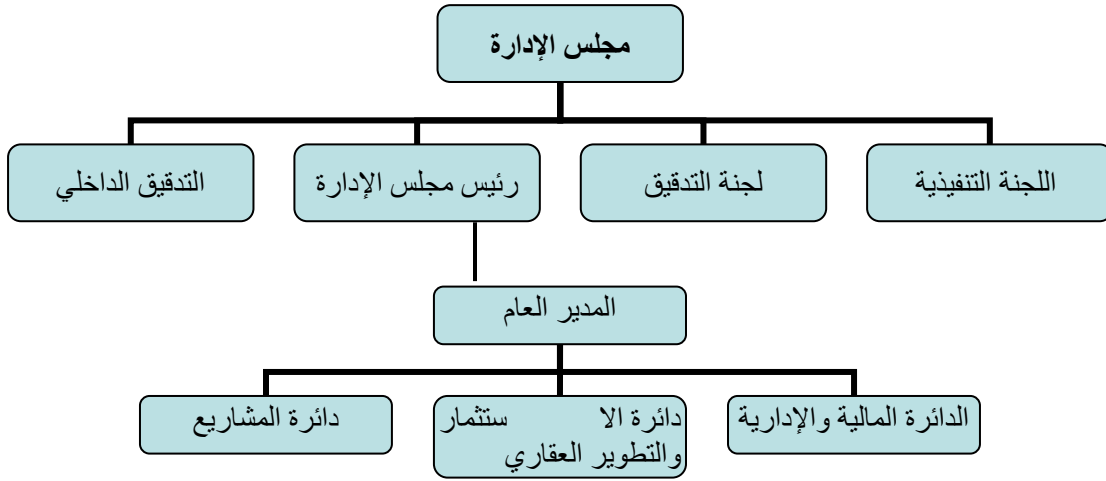 مجلس الإدارة
اللجنة التنفيذية
لجنة التدقيق
رئيس مجلس الإدارة
التدقيق الداخلي
المدير العام
الدائرة المالية والإدارية
دائرة الا ستثمار
والتطوير العقاري
دائرة المشاريع